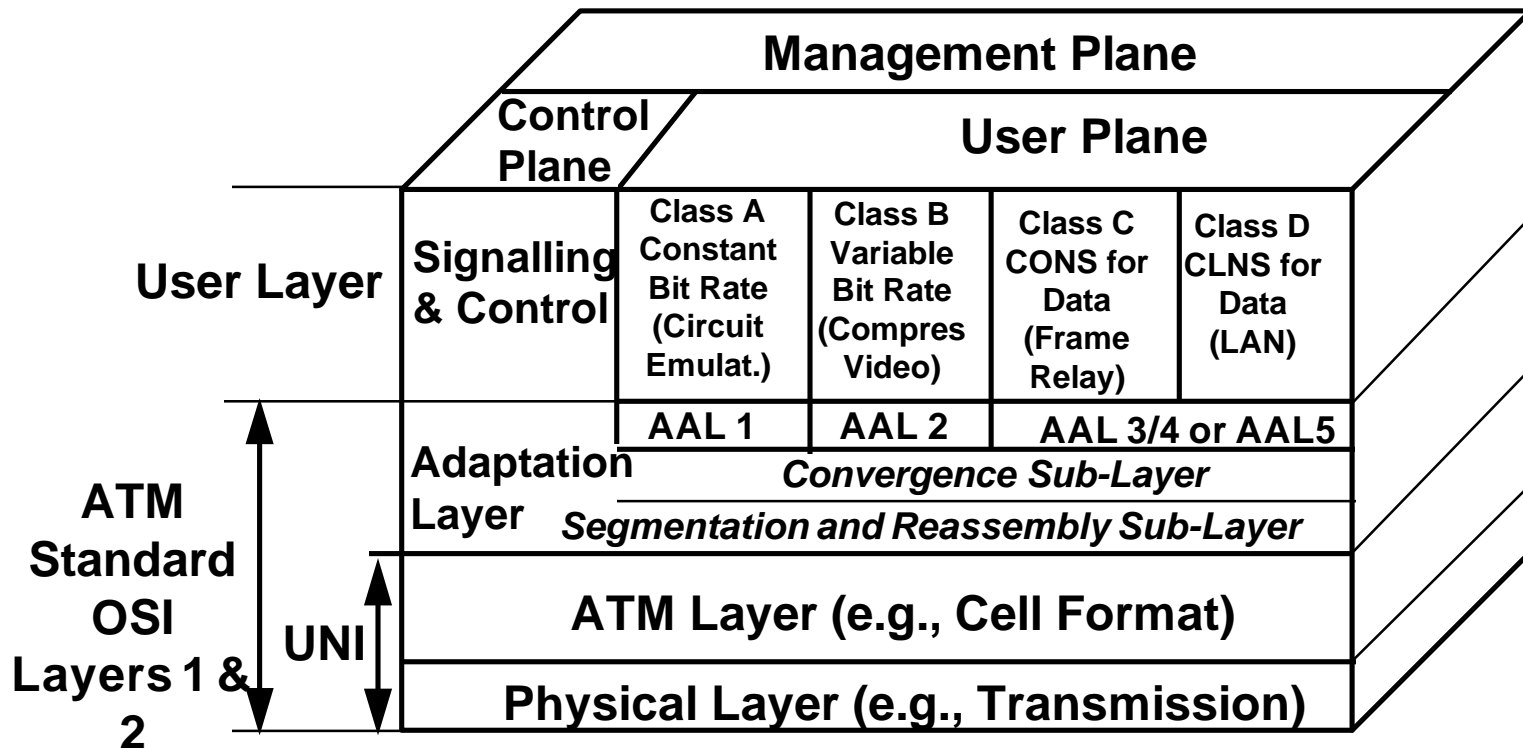 Management Plane
Control
Plane
User Plane
User Layer
Signalling
& Control
Class A
Constant
Bit Rate
(Circuit
Emulat.)
Class B
Variable
Bit Rate
(Compres
Video)
Class C
CONS for
Data
(Frame
Relay)
Class D
CLNS for
Data
(LAN)
AAL 1
AAL 2
AAL 3/4 or AAL5
Adaptation
Layer
Convergence Sub-Layer
Segmentation and Reassembly Sub-Layer
ATM
Standard
OSI
Layers 1 &
2
UNI
ATM Layer (e.g., Cell Format)
Physical Layer (e.g., Transmission)